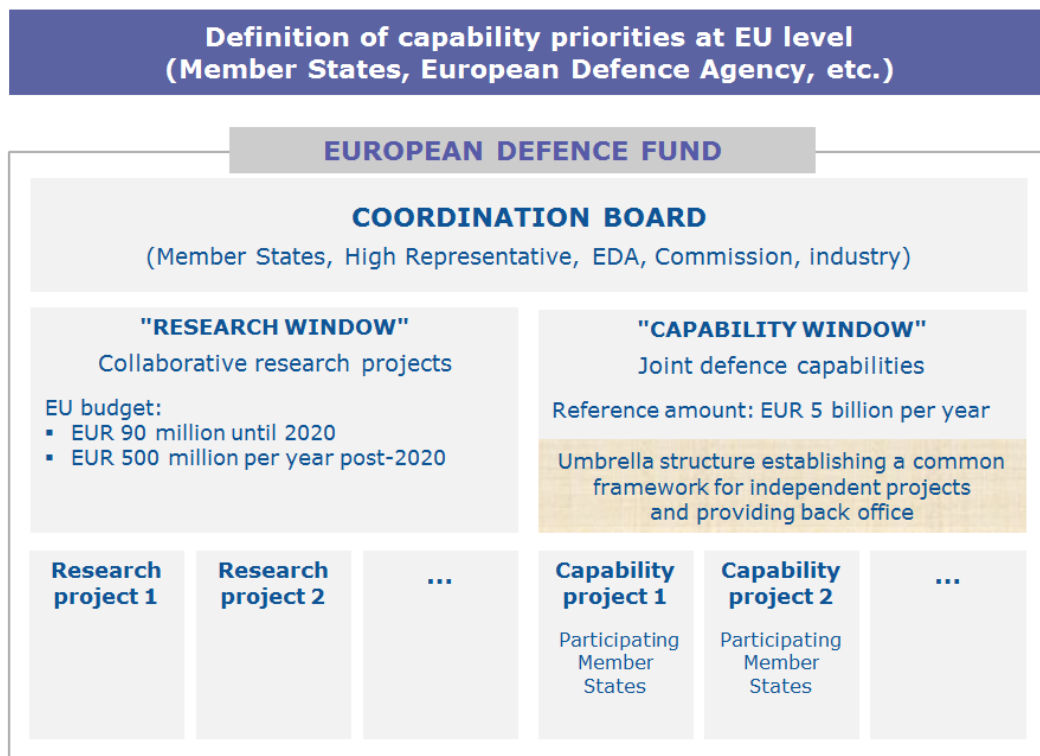 Definition of capability priorities at EU level
(Member States, European Defence Agency, etc.)
EUROPEAN DEFENCE FUND
COORDINATION BOARD
(Member States, High Representative, EDA, Commission, industry)
"RESEARCH WINDOW"
Collaborative research projects
EU budget:
▪ EUR 90 million until 2020
▪ EUR 500 million per year post-2020
"CAPABILITY WINDOW"
Joint defence capabilities
Reference amount: EUR 5 billion per year
Umbrella structure establishing a common
framework for independent projects
and providing back office
Research
project 1
Research
project 2
...
Capability
project 1
Participating
Member
States
Capability
project 2
Participating
Member
States
...